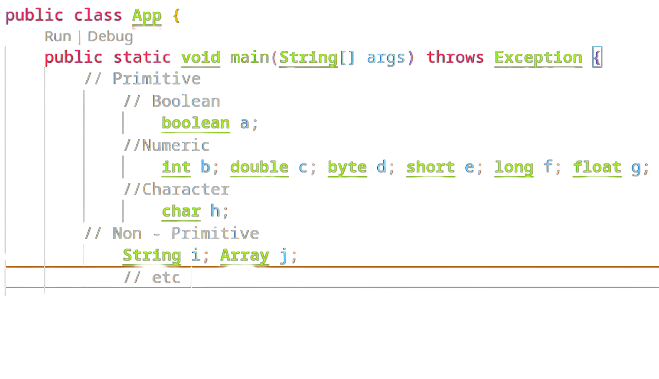 public class App {
Run | Debug
public static void main(String[] args) throws Exception {
// Primitive
// Boolean
boolean a;
//Numeric
int b; double c; byte d; short e; long f; float g;
//Character
char h;
// Non - Primitive
String i; Array j;
// etc